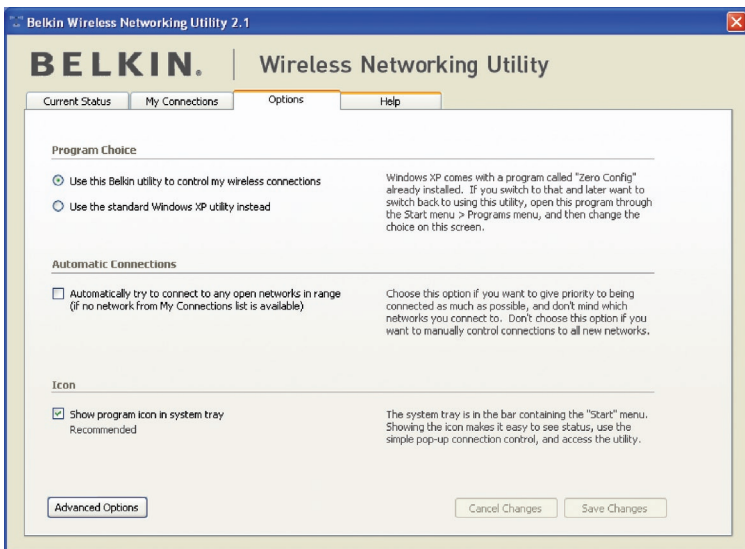 Belkin Wireless Networking Utility 2.1
BELKIN. Wireless Networking Utility
Current Status My Connections Options Help
Program Choice
Use this Belkin utility to control my wireless connections
Use the standard Windows XP utility instead
Windows XP comes with a program called "Zero Config"
already installed. If you switch to that and later want to
switch back to using this utility, open this program through
the Start menu > Programs menu, and then change the
choice on this screen.
Automatic Connections
Automatically try to connect to any open networks in range
(if no network from My Connections list is available)
Choose this option if you want to give priority to being
connected as much as possible, and don't mind which
networks you connect to. Don't choose this option if you
want to manually control connections to all new networks.
Icon
Show program icon in system tray
Recommended
The system tray is in the bar containing the "Start" menu.
Showing the icon makes it easy to see status, use the
simple pop-up connection control, and access the utility.
Advanced Options Cancel Changes Save Changes